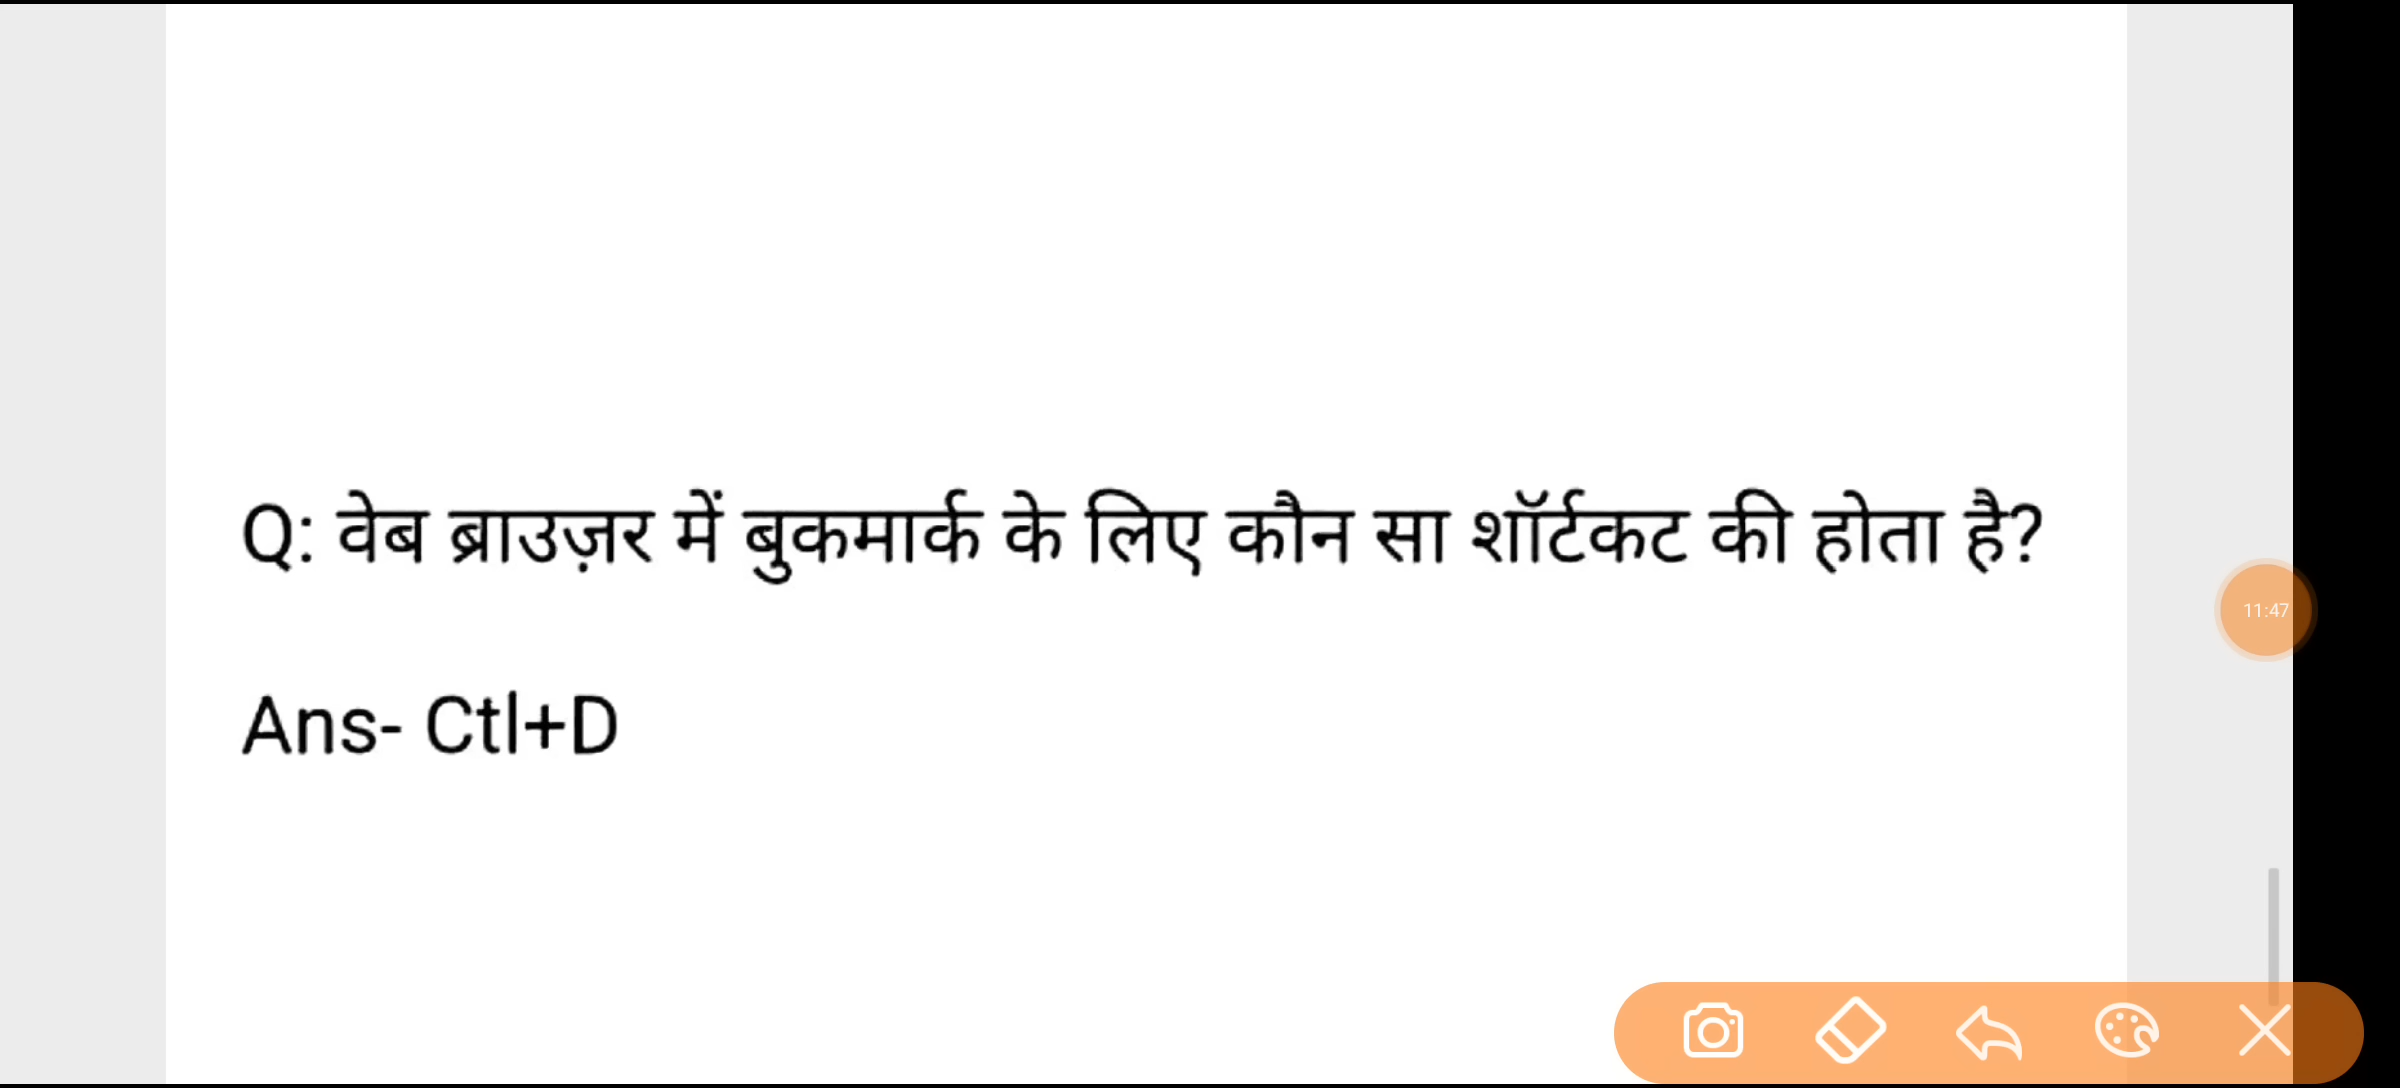 Q: वेब ब्राउज़र में बुकमार्क के लिए कौन सा शॉर्टकट की होता है?
Ans- Ctl+D
11:47